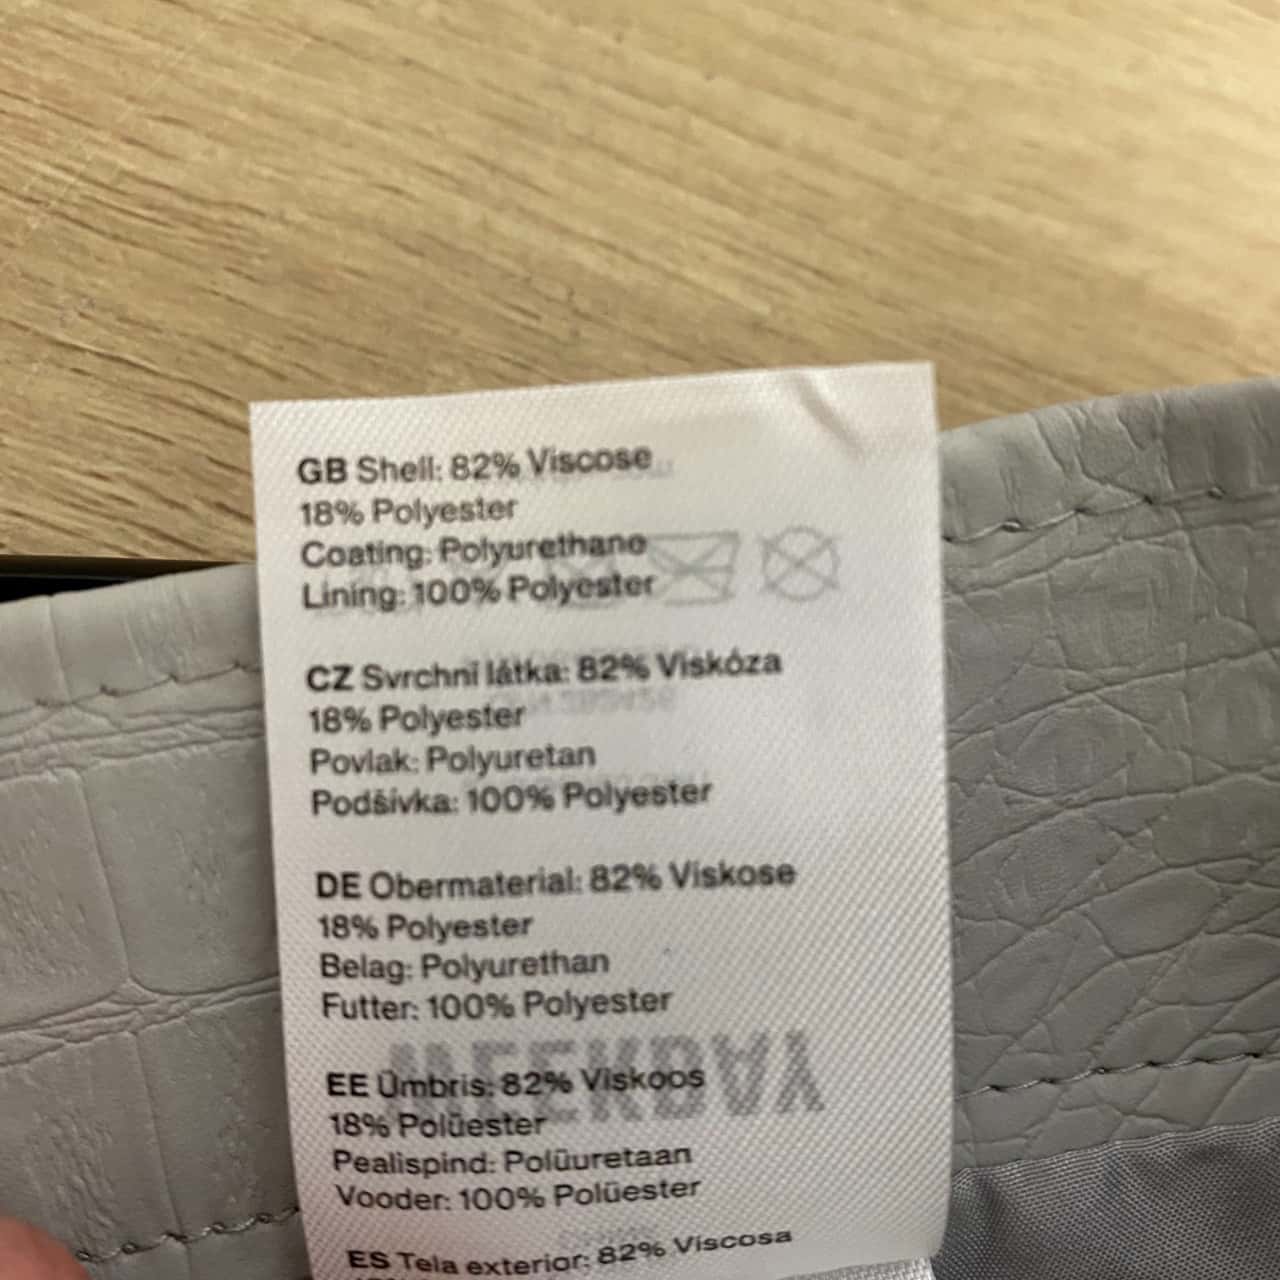 GB Shell: 82% Viscose
18% Polyester
Coating: Polyurethane
Lining: 100% Polyester
CZ Svrchní látka: 82% Viskóza
18% Polyester
Povlak: Polyuretan
Podšívka: 100% Polyester
DE Obermaterial: 82% Viskose
18% Polyester
Belag: Polyurethan
Futter: 100% Polyester
WEEKDAY
EE Ümbris: 82% Viskoos
18% Polüester
Pealispind: Polüuretaan
Vooder: 100% Polüester
ES Tela exterior: 82% Viscosa